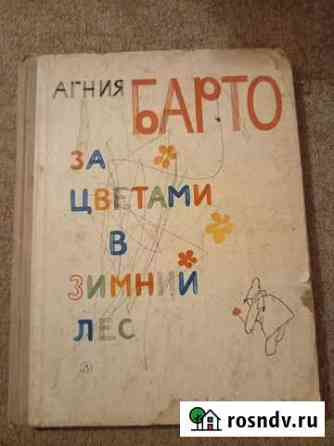 АГНИЯ БАРТО
ЗА
ЦВЕТАМИ
В
ЗИМНИЙ
ЛЕС
rosndv.ru